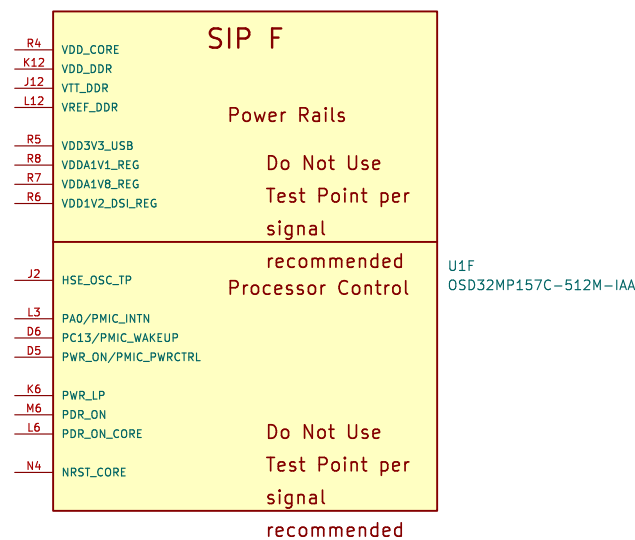 SIP F
R4 VDD_CORE
K12 VDD_DDR
J12 VTT_DDR
L12 VREF_DDR
Power Rails
R5 VDD3V3_USB
R8 VDDA1V1_REG
R7 VDDA1V8_REG
R6 VDD1V2_DSI_REG
Do Not Use
Test Point per
signal
recommended
Processor Control
U1F
OSD32MP157C-512M-IAA
J2 HSE_OSC_TP
L3 PA0/PMIC_INTN
D6 PC13/PMIC_WAKEUP
D5 PWR_ON/PMIC_PWRCTRL
K6 PWR_LP
M6 PDR_ON
L6 PDR_ON_CORE
N4 NRST_CORE
Do Not Use
Test Point per
signal
recommended